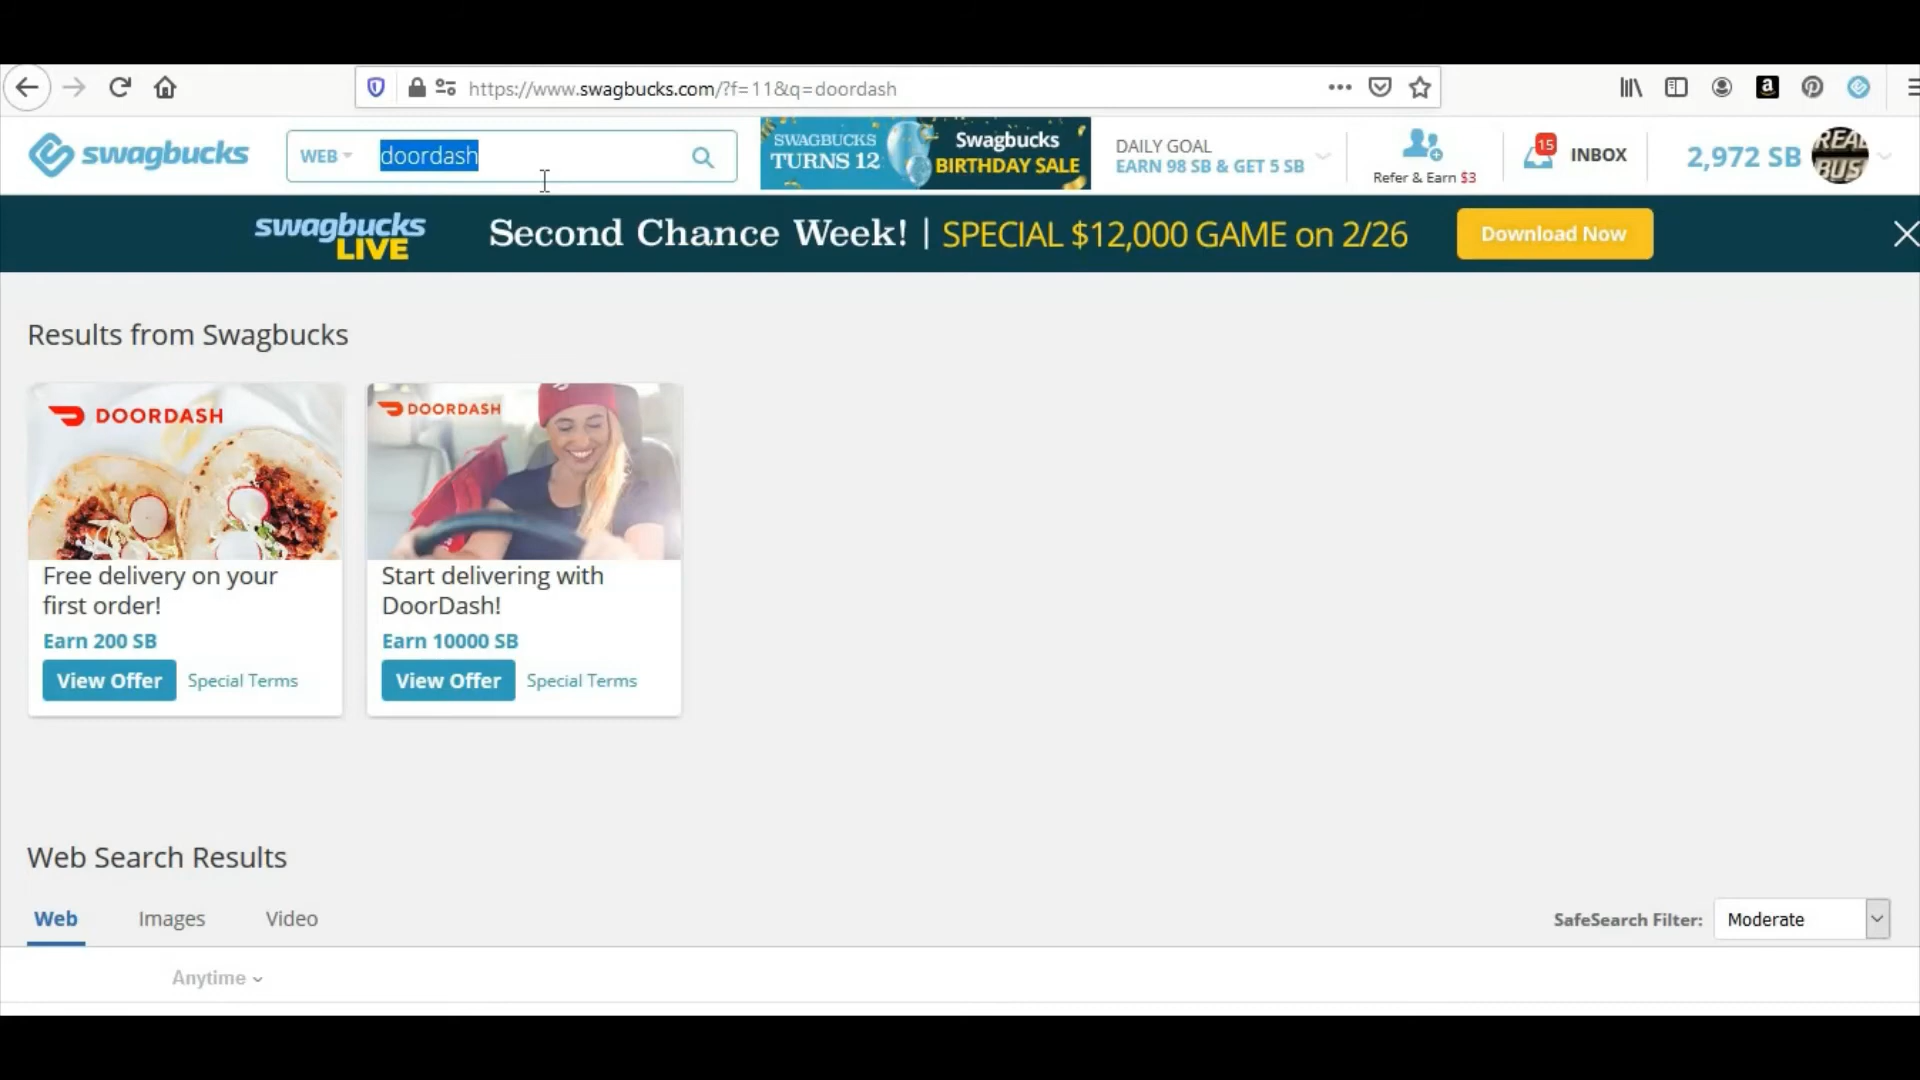 https://www.swagbucks.com/?f=11&q=doordash
swagbucks
WEB
doordash
SWAGBUCKS
TURNS 12
Swagbucks
BIRTHDAY SALE
DAILY GOAL
EARN 98 SB & GET 5 SB
Refer & Earn $3
15
INBOX
2,972 SB
REAL
BUS
swagbucks
LIVE
Second Chance Week! | SPECIAL $12,000 GAME on 2/26
Download Now
Results from Swagbucks
DOORDASH
Free delivery on your
first order!
Earn 200 SB
View Offer
Special Terms
DOORDASH
Start delivering with
DoorDash!
Earn 10000 SB
View Offer
Special Terms
Web Search Results
Web
Images
Video
SafeSearch Filter:
Moderate
Anytime